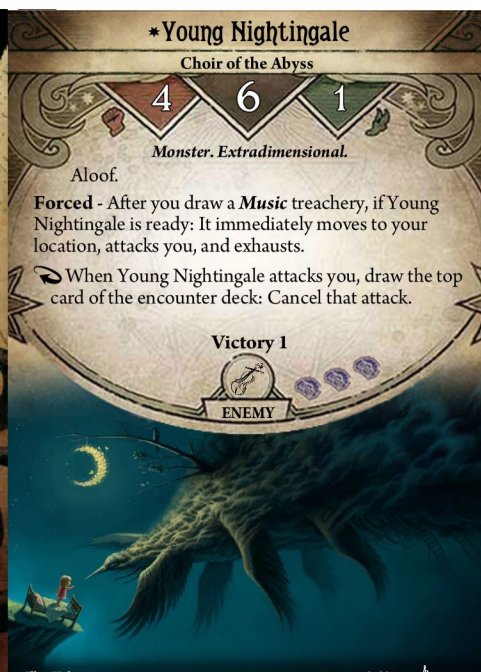 *Young Nightingale
Choir of the Abyss
4 6 1
Monster. Extradimensional.
Aloof.
Forced - After you draw a Music treachery, if Young
Nightingale is ready: It immediately moves to your
location, attacks you, and exhausts.
When Young Nightingale attacks you, draw the top
card of the encounter deck: Cancel that attack.
Victory 1
ENEMY